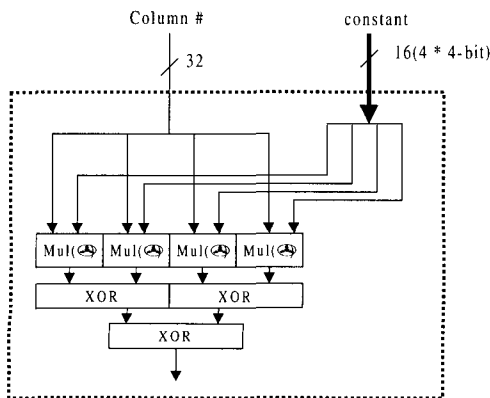 Column # constant
32 16(4 * 4-bit)
Mul( ) Mul( ) Mul( ) Mul( )
XOR XOR
XOR